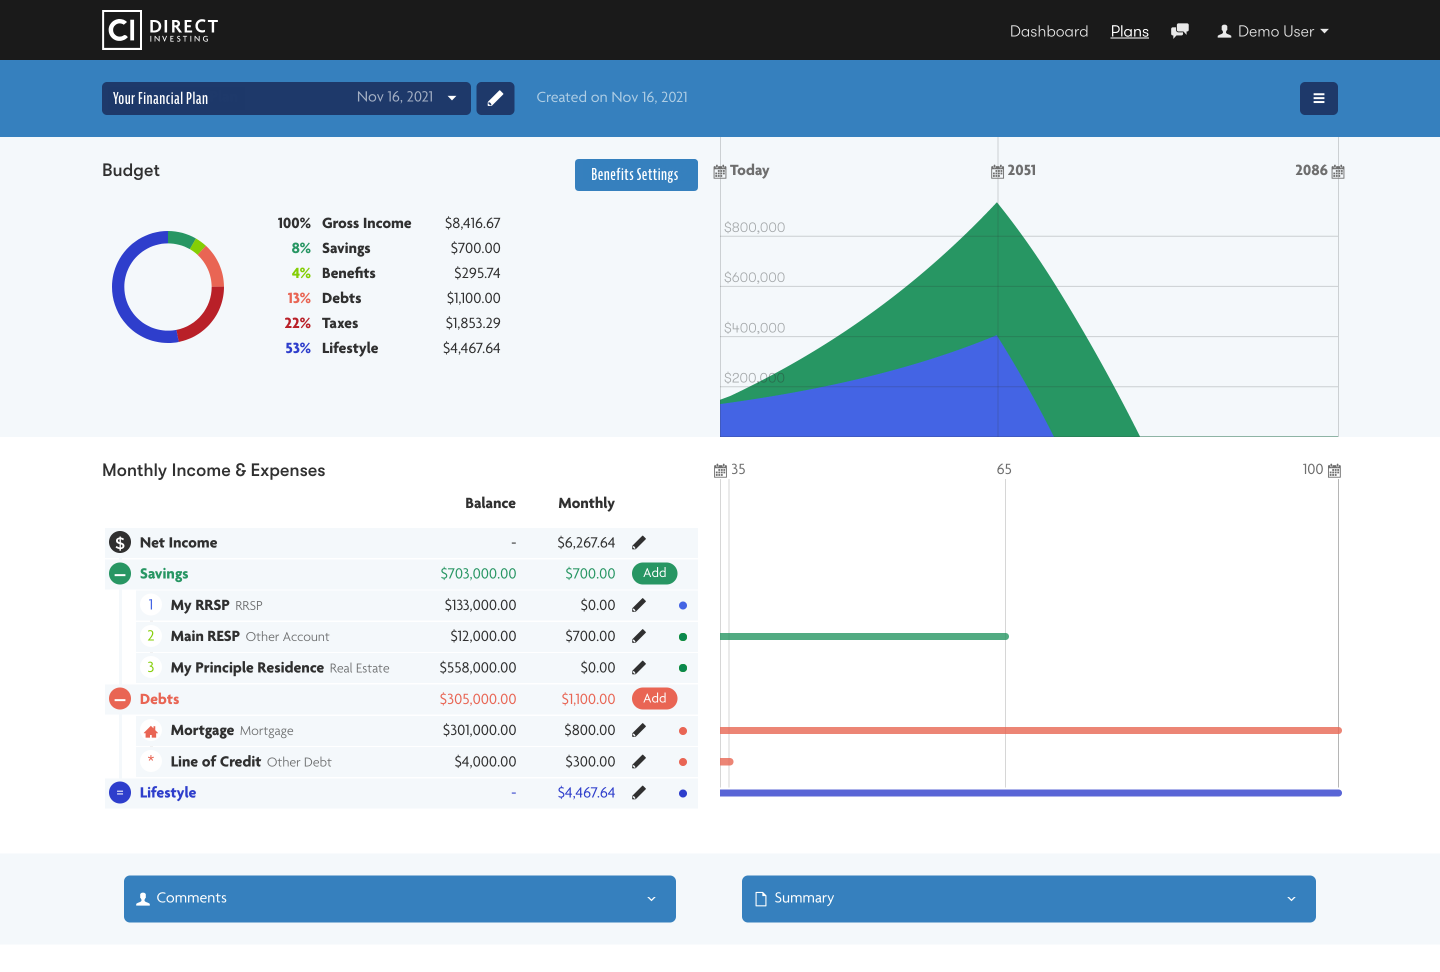 CI DIRECT INVESTING
Dashboard Plans Demo User
Your Financial Plan Nov 16, 2021 Created on Nov 16, 2021
Budget Benefits Settings
Today 2051 2086
100% Gross Income $8,416.67
8% Savings $700.00
4% Benefits $295.74
13% Debts $1,100.00
22% Taxes $1,853.29
53% Lifestyle $4,467.64
$800,000
$600,000
$400,000
$200,000
Monthly Income & Expenses
35 65 100
Balance Monthly
$ Net Income - $6,267.64
– Savings $703,000.00 $700.00 Add
1 My RRSP RRSP $133,000.00 $0.00
2 Main RESP Other Account $12,000.00 $700.00
3 My Principle Residence Real Estate $558,000.00 $0.00
– Debts $305,000.00 $1,100.00 Add
Mortgage Mortgage $301,000.00 $800.00
* Line of Credit Other Debt $4,000.00 $300.00
= Lifestyle - $4,467.64
Comments
Summary